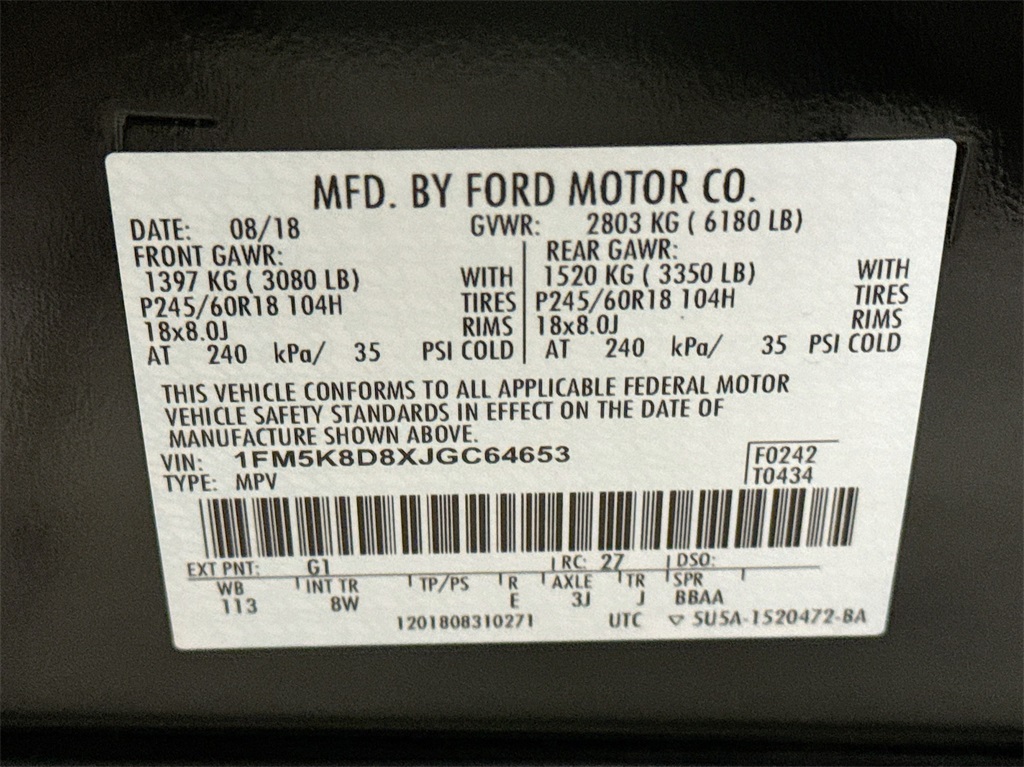 MFD. BY FORD MOTOR CO.
DATE: 08/18 GVWR: 2803 KG ( 6180 LB)
FRONT GAWR: REAR GAWR:
1397 KG ( 3080 LB) WITH 1520 KG ( 3350 LB) WITH
P245/60R18 104H TIRES P245/60R18 104H TIRES
18x8.0J RIMS 18x8.0J RIMS
AT 240 kPa/ 35 PSI COLD AT 240 kPa/ 35 PSI COLD
THIS VEHICLE CONFORMS TO ALL APPLICABLE FEDERAL MOTOR
VEHICLE SAFETY STANDARDS IN EFFECT ON THE DATE OF
MANUFACTURE SHOWN ABOVE.
VIN: 1FM5K8D8XJGC64653 F0242
TYPE: MPV T0434
EXT PNT: G1 RC: 27 DSO:
WB INT TR TP/PS R AXLE TR SPR
113 8W E 3J J BBAA
1201808310271 UTC ▽ 5U5A-1520472-BA